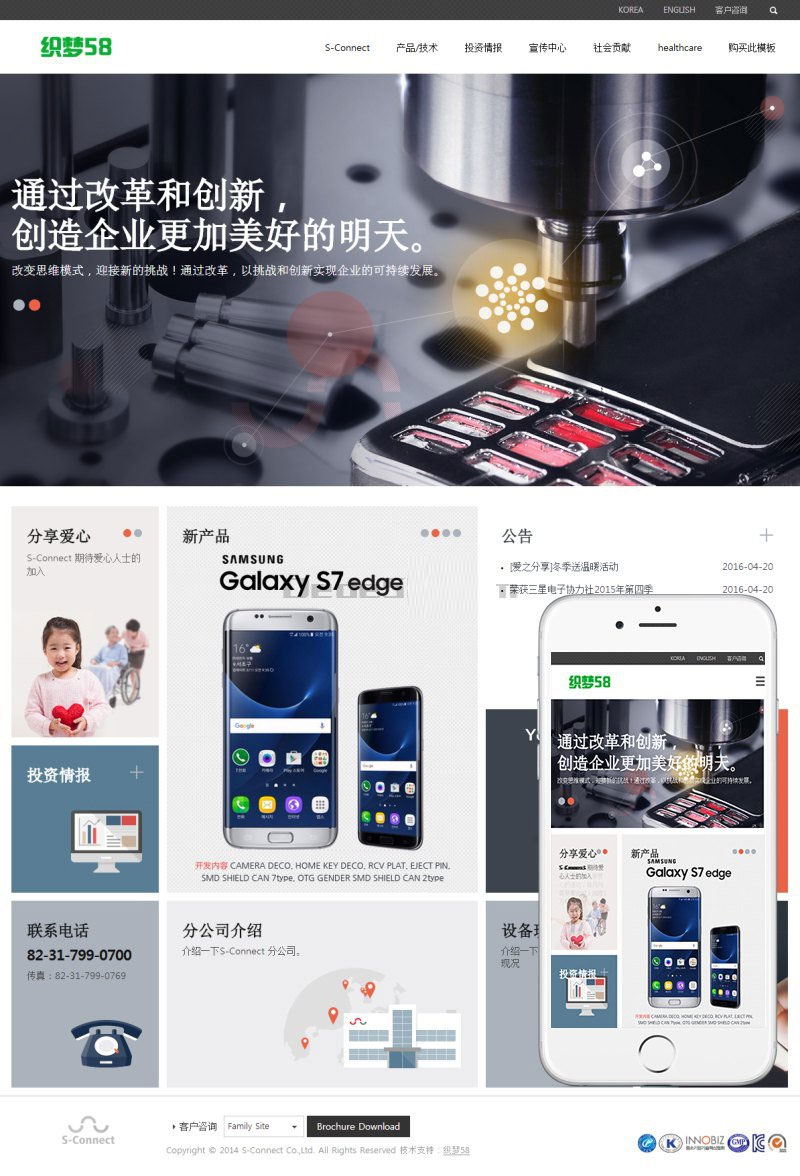 KOREA ENGLISH 客户咨询
织梦58
S-Connect 产品/技术 投资情报 宣传中心 社会贡献 healthcare 购买此模板
通过改革和创新，
创造企业更加美好的明天。
改变思维模式，迎接新的挑战！通过改革，以挑战和创新实现企业的可持续发展。
分享爱心
S-Connect 期待爱心人士的
加入
新产品
SAMSUNG
Galaxy S7 edge
Google
开发内容 CAMERA DECO, HOME KEY DECO, RCV PLAT, EJECT PIN,
SMD SHIELD CAN 7type, OTG GENDER SMD SHIELD CAN 2type
公告
[爱之分享]冬季送温暖活动 2016-04-20
荣获三星电子协力社2015年第四季 2016-04-20
投资情报
联系电话
82-31-799-0700
传真：82-31-799-0769
分公司介绍
介绍一下S-Connect 分公司。
设备
介绍一下
现况
KOREA ENGLISH 客户咨询
织梦58
通过改革和创新，
创造企业更加美好的明天。
改变思维模式，迎接新的挑战！通过改革，以挑战和创新实现企业的可持续发展。
分享爱心
S-Connect 期待爱
心人士的加入
新产品
SAMSUNG
Galaxy S7 edge
开发内容 CAMERA DECO, HOME KEY DECO, RCV PLAT, EJECT PIN,
SMD SHIELD CAN 7type, OTG GENDER SMD SHIELD CAN 2type
投资情报
S-Connect
客户咨询 Family Site Brochure Download
Copyright © 2014 S-Connect Co.,Ltd. All Rights Reserved 技术支持：织梦58
INNOBIZ
GMP